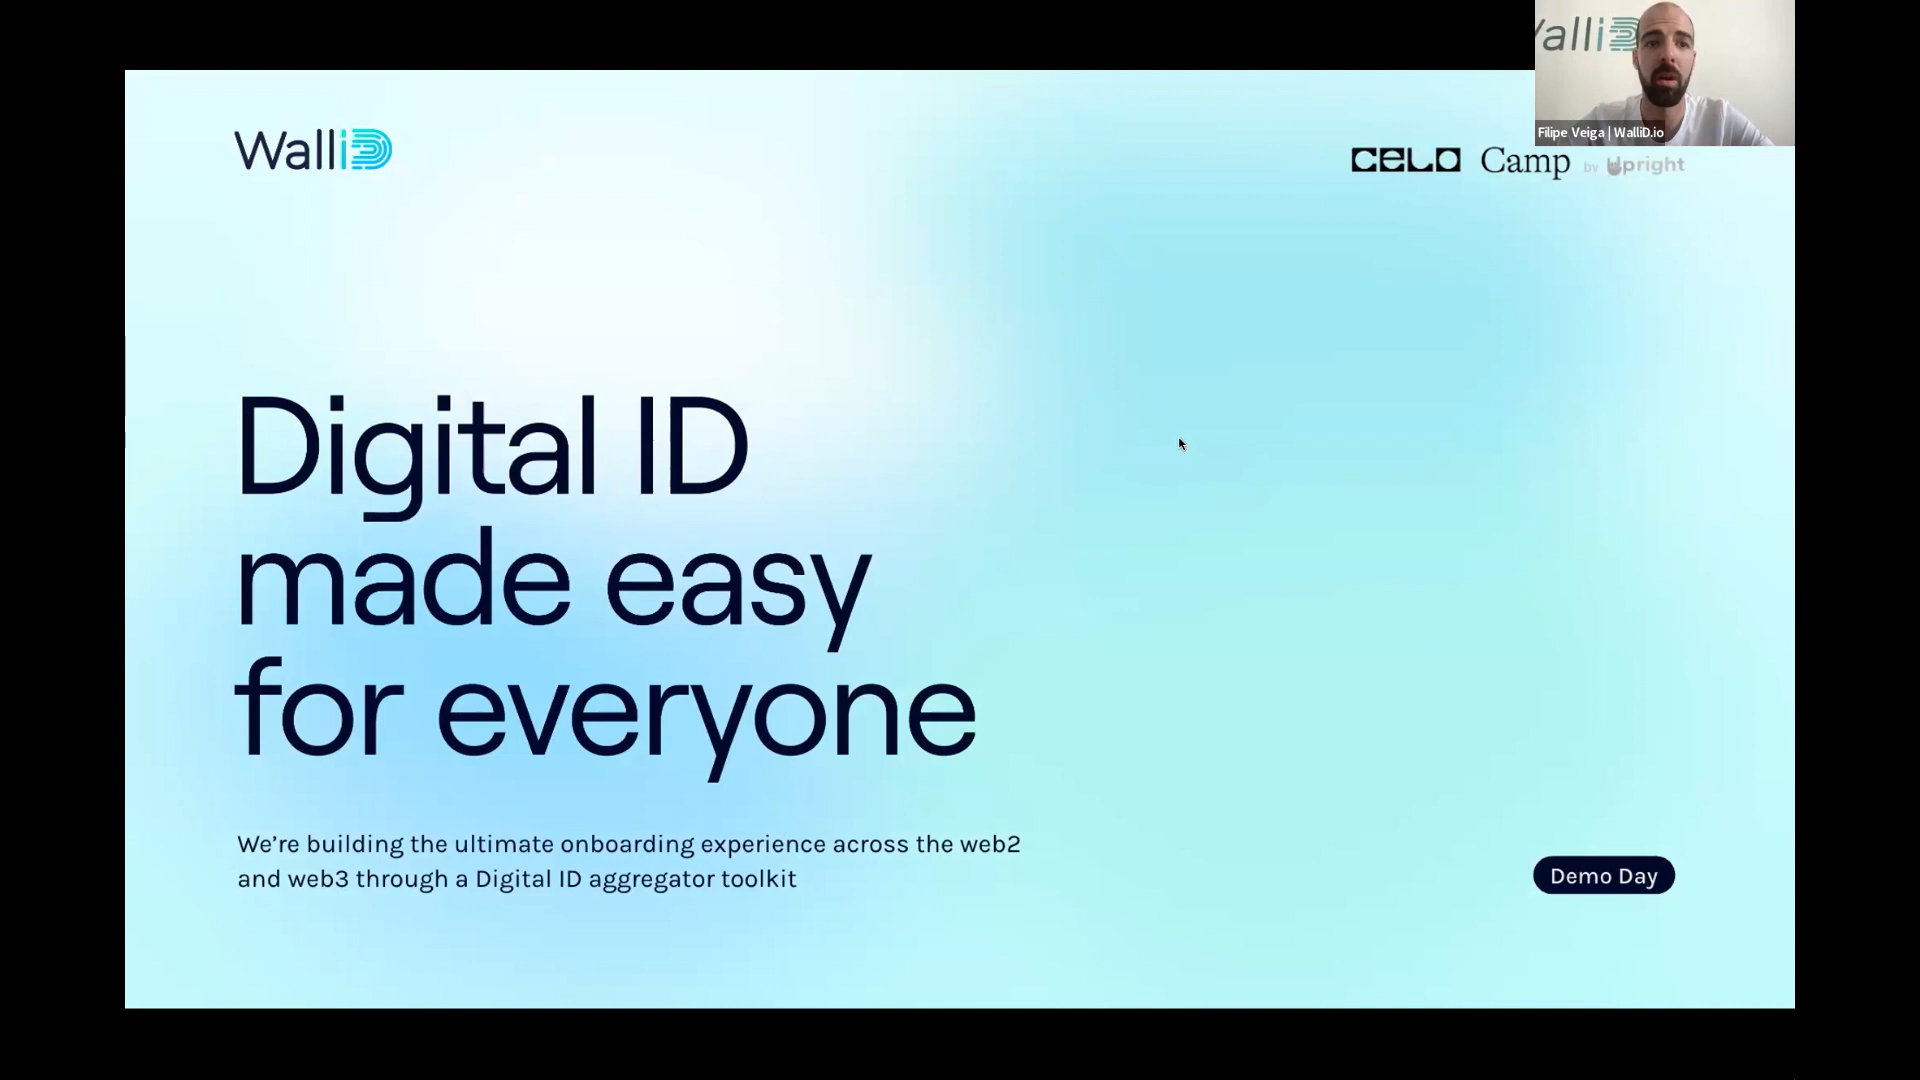 WalliD
CELO Camp by Upright
alliD
Filipe Veiga | WalliD.io
Digital ID
made easy
for everyone
We’re building the ultimate onboarding experience across the web2
and web3 through a Digital ID aggregator toolkit
Demo Day